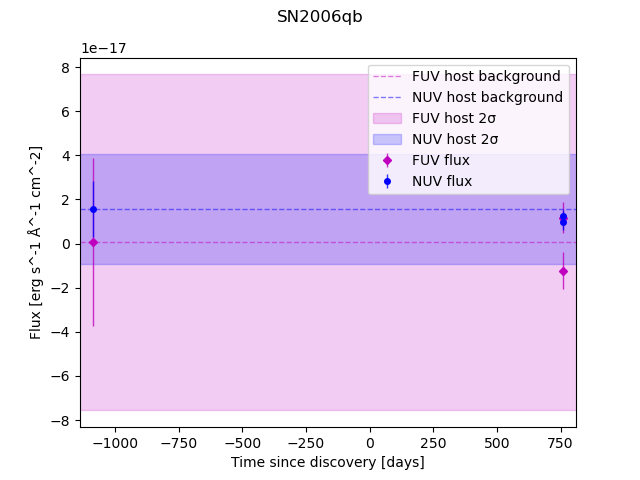 SN2006qb
1e−17
8
6
4
2
0
−2
−4
−6
−8
Flux [erg s^-1 Å^-1 cm^-2]
FUV host background
NUV host background
FUV host 2σ
NUV host 2σ
FUV flux
NUV flux
−1000 −750 −500 −250 0 250 500 750
Time since discovery [days]